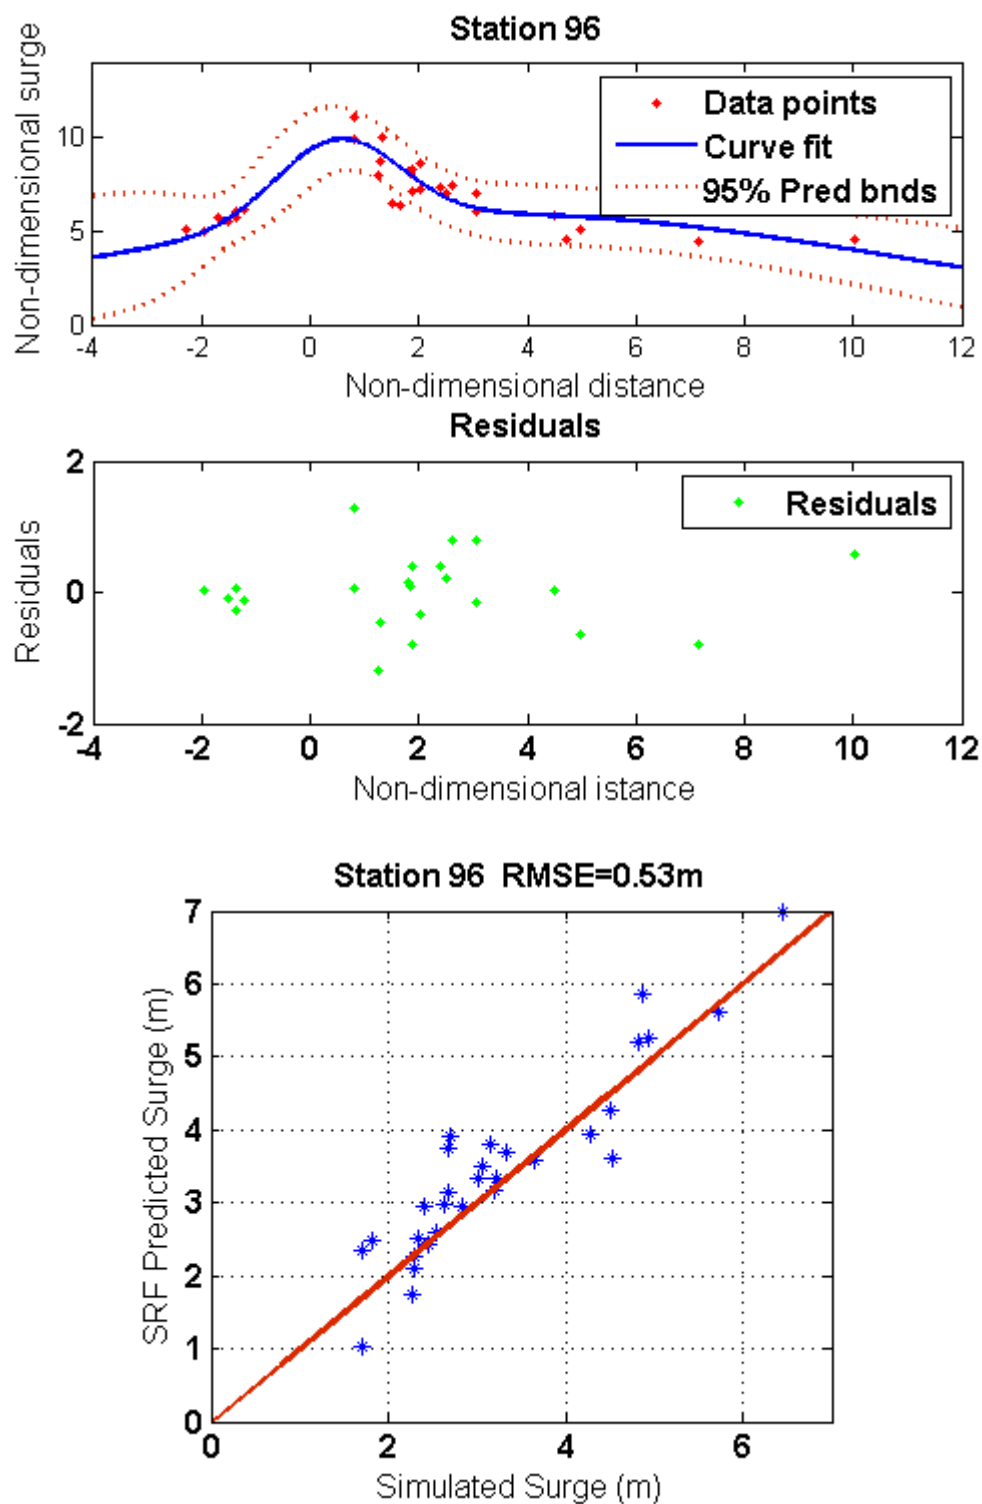 Station 96
Non-dimensional surge
10
5
0
Data points
Curve fit
95% Pred bnds
-4 -2 0 2 4 6 8 10 12
Non-dimensional distance
Residuals
Residuals
2
0
-2
Residuals
-4 -2 0 2 4 6 8 10 12
Non-dimensional istance
Station 96 RMSE=0.53m
SRF Predicted Surge (m)
7
6
5
4
3
2
1
0
0 2 4 6
Simulated Surge (m)